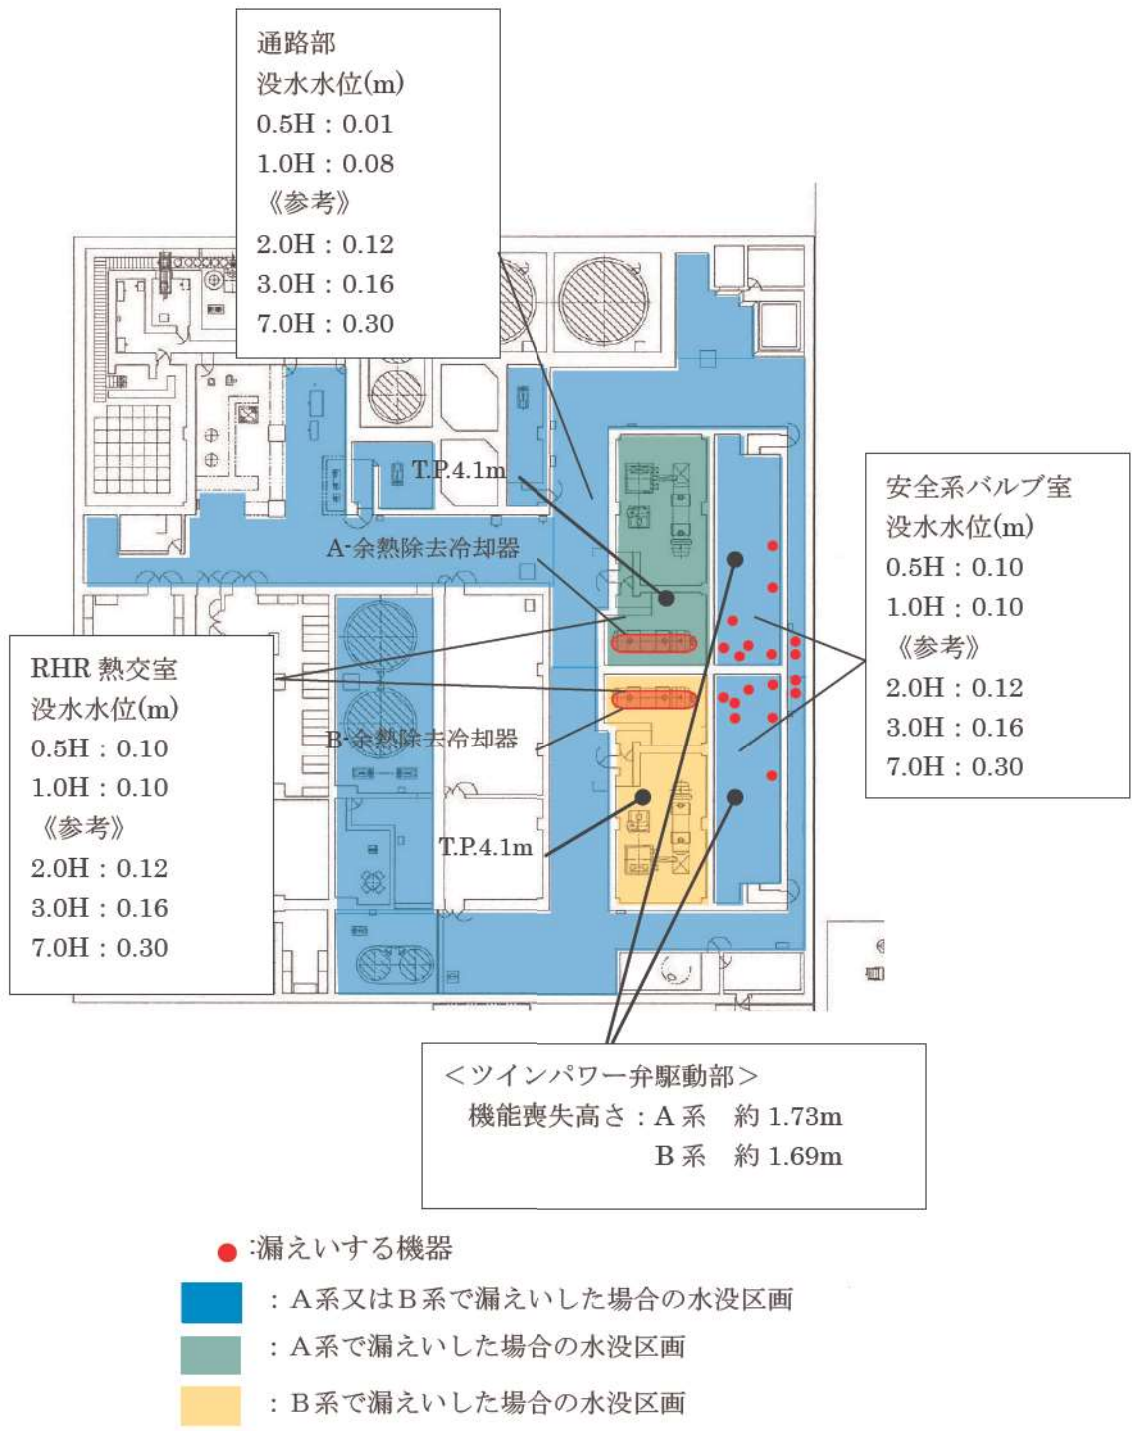 通路部
没水水位(m)
0.5H：0.01
1.0H：0.08
《参考》
2.0H：0.12
3.0H：0.16
7.0H：0.30
T.P.4.1m
A-余熱除去冷却器
安全系バルブ室
没水水位(m)
0.5H：0.10
1.0H：0.10
《参考》
2.0H：0.12
3.0H：0.16
7.0H：0.30
RHR 熱交室
没水水位(m)
0.5H：0.10
1.0H：0.10
《参考》
2.0H：0.12
3.0H：0.16
7.0H：0.30
B-余熱除去冷却器
T.P.4.1m
＜ツインパワー弁駆動部＞
機能喪失高さ：A 系　約 1.73m
B 系　約 1.69m
:漏えいする機器
：A系又はB系で漏えいした場合の水没区画
：A系で漏えいした場合の水没区画
：B系で漏えいした場合の水没区画